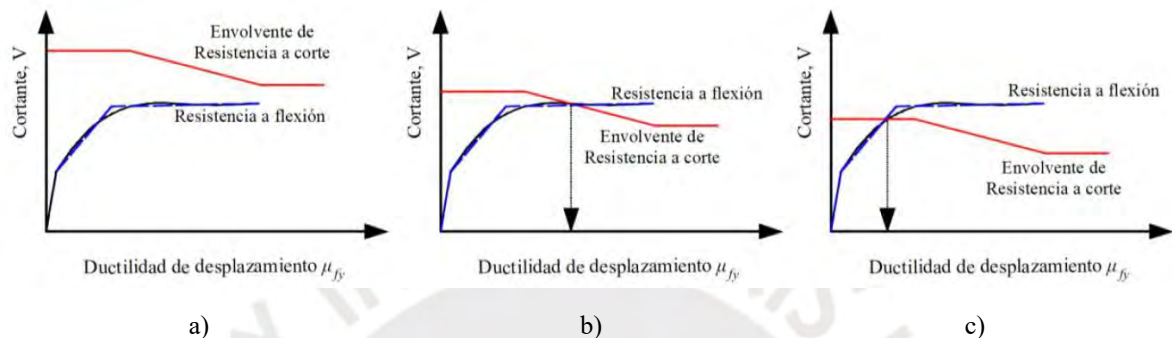 Cortante, V
Envolvente de
Resistencia a corte
Resistencia a flexión
Ductilidad de desplazamiento μfy
a)
Cortante, V
Resistencia a flexión
Envolvente de
Resistencia a corte
Ductilidad de desplazamiento μfy
b)
Cortante, V
Resistencia a flexión
Envolvente de
Resistencia a corte
Ductilidad de desplazamiento μfy
c)